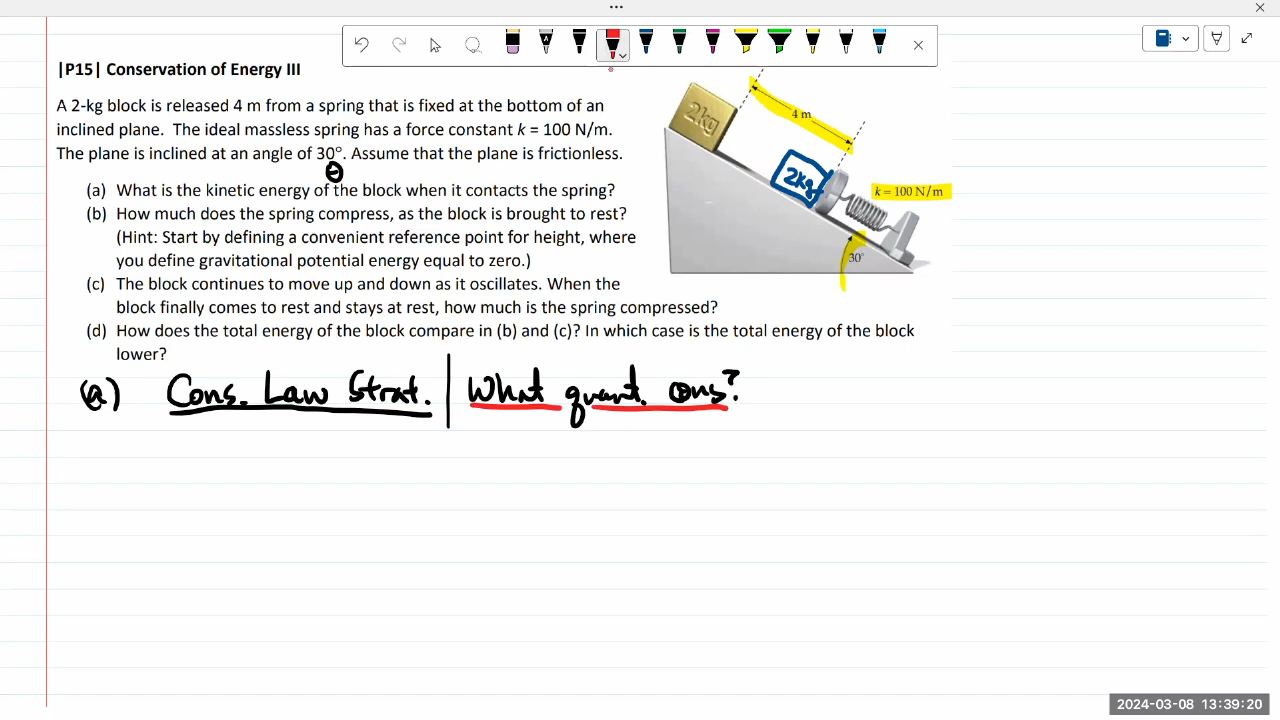 |P15| Conservation of Energy III
A 2-kg block is released 4 m from a spring that is fixed at the bottom of an
inclined plane. The ideal massless spring has a force constant k = 100 N/m.
The plane is inclined at an angle of 30°. Assume that the plane is frictionless.
θ
(a) What is the kinetic energy of the block when it contacts the spring?
(b) How much does the spring compress, as the block is brought to rest?
(Hint: Start by defining a convenient reference point for height, where
you define gravitational potential energy equal to zero.)
(c) The block continues to move up and down as it oscillates. When the
block finally comes to rest and stays at rest, how much is the spring compressed?
(d) How does the total energy of the block compare in (b) and (c)? In which case is the total energy of the block
lower?
2kg
4 m
2kg
k = 100 N/m
30°
(a) Cons. Law Strat. | What quant. cons?
2024-03-08 13:39:20